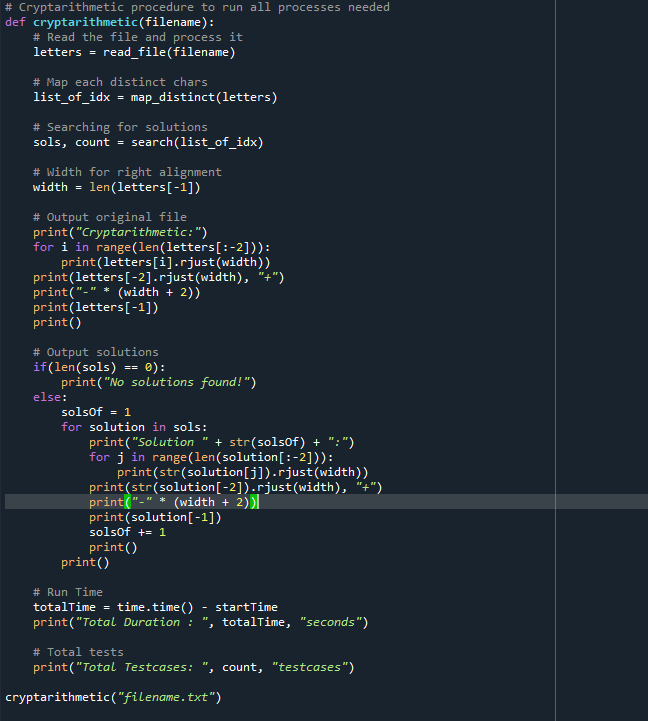 # Cryptarithmetic procedure to run all processes needed
def cryptarithmetic(filename):
    # Read the file and process it
    letters = read_file(filename)

    # Map each distinct chars
    list_of_idx = map_distinct(letters)

    # Searching for solutions
    sols, count = search(list_of_idx)

    # Width for right alignment
    width = len(letters[-1])

    # Output original file
    print("Cryptarithmetic:")
    for i in range(len(letters[:-2])):
        print(letters[i].rjust(width))
    print(letters[-2].rjust(width), "+")
    print("-" * (width + 2))
    print(letters[-1])
    print()

    # Output solutions
    if(len(sols) == 0):
        print("No solutions found!")
    else:
        solsOf = 1
        for solution in sols:
            print("Solution " + str(solsOf) + ":")
            for j in range(len(solution[:-2])):
                print(str(solution[j]).rjust(width))
            print(str(solution[-2]).rjust(width), "+")
            print("-" * (width + 2))
            print(solution[-1])
            solsOf += 1
            print()
        print()

    # Run Time
    totalTime = time.time() - startTime
    print("Total Duration : ", totalTime, "seconds")

    # Total tests
    print("Total Testcases: ", count, "testcases")

cryptarithmetic("filename.txt")